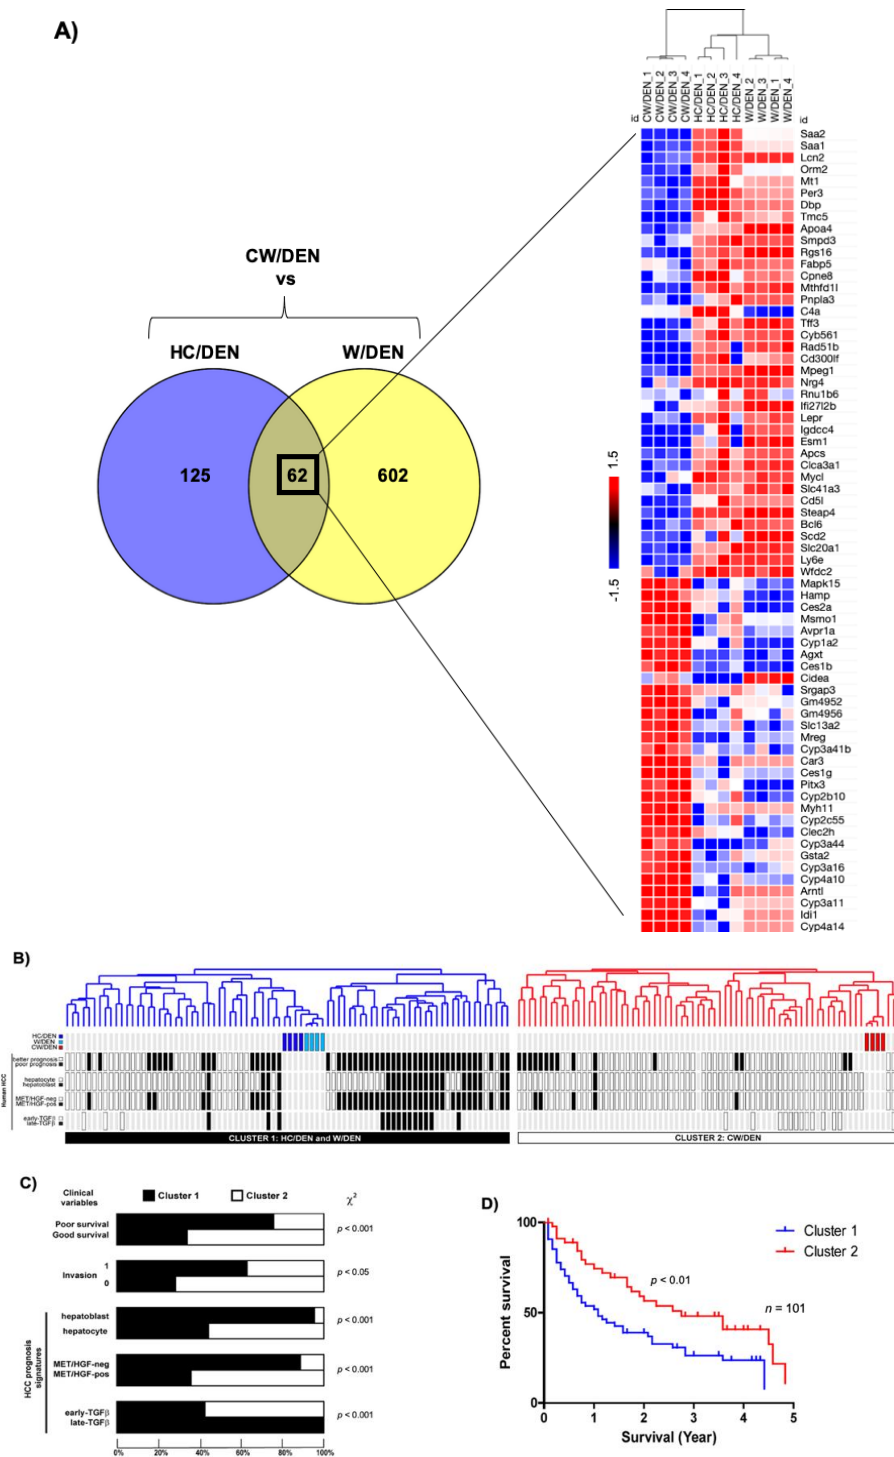 A)
CW/DEN
vs
HC/DEN
W/DEN
125
62
602
id
CW/DEN_1
CW/DEN_2
CW/DEN_3
CW/DEN_4
HC/DEN_1
HC/DEN_2
HC/DEN_3
HC/DEN_4
W/DEN_2
W/DEN_3
W/DEN_1
W/DEN_4
id
1.5
-1.5
Saa2
Saa1
Lcn2
Orm2
Mt1
Per3
Dbp
Tmc5
Apoa4
Smpd3
Rgs16
Fabp5
Cpne8
Mthfd1l
Pnpla3
C4a
Tff3
Cyb561
Rad51b
Cd300lf
Mpeg1
Nrg4
Rnu1b6
Ifi27l2b
Lepr
Igdcc4
Esm1
Apcs
Clca3a1
Mycl
Slc41a3
Cd5l
Steap4
Bcl6
Scd2
Slc20a1
Ly6e
Wfdc2
Mapk15
Hamp
Ces2a
Msmo1
Avpr1a
Cyp1a2
Agxt
Ces1b
Cidea
Srgap3
Gm4952
Gm4956
Slc13a2
Mreg
Cyp3a41b
Car3
Ces1g
Pitx3
Cyp2b10
Myh11
Cyp2c55
Clec2h
Cyp3a44
Gsta2
Cyp3a16
Cyp4a10
Arntl
Cyp3a11
Idi1
Cyp4a14
B)
HC/DEN
W/DEN
CW/DEN
Human HCC
better prognosis
poor prognosis
hepatocyte
hepatoblast
MET/HGF-neg
MET/HGF-pos
early-TGFβ
late-TGFβ
CLUSTER 1: HC/DEN and W/DEN
CLUSTER 2: CW/DEN
C)
Clinical
variables
Cluster 1
Cluster 2
χ2
Poor survival
Good survival
p < 0.001
Invasion
1
0
p < 0.05
HCC prognosis
signatures
hepatoblast
hepatocyte
p < 0.001
MET/HGF-neg
MET/HGF-pos
p < 0.001
early-TGFβ
late-TGFβ
p < 0.001
0%
20%
40%
60%
80%
100%
D)
Percent survival
100
50
0
Cluster 1
Cluster 2
p < 0.01
n = 101
0
1
2
3
4
5
Survival (Year)